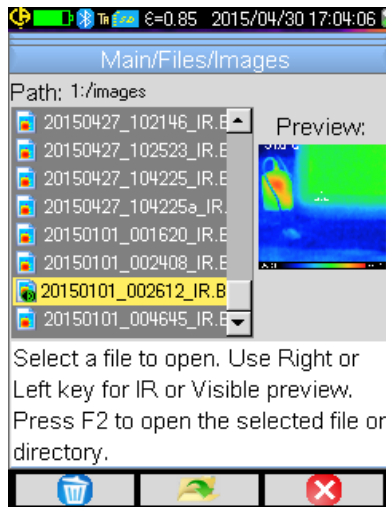 ε=0.85 2015/04/30 17:04:06
Main/Files/Images
Path: 1:/images
20150427_102146_IR.B
Preview:
20150427_102523_IR.B
20150427_104225_IR.B
20150427_104225a_IR.
20150101_001620_IR.B
20150101_002408_IR.B
20150101_002612_IR.B
20150101_004645_IR.B
Select a file to open. Use Right or
Left key for IR or Visible preview.
Press F2 to open the selected file or
directory.